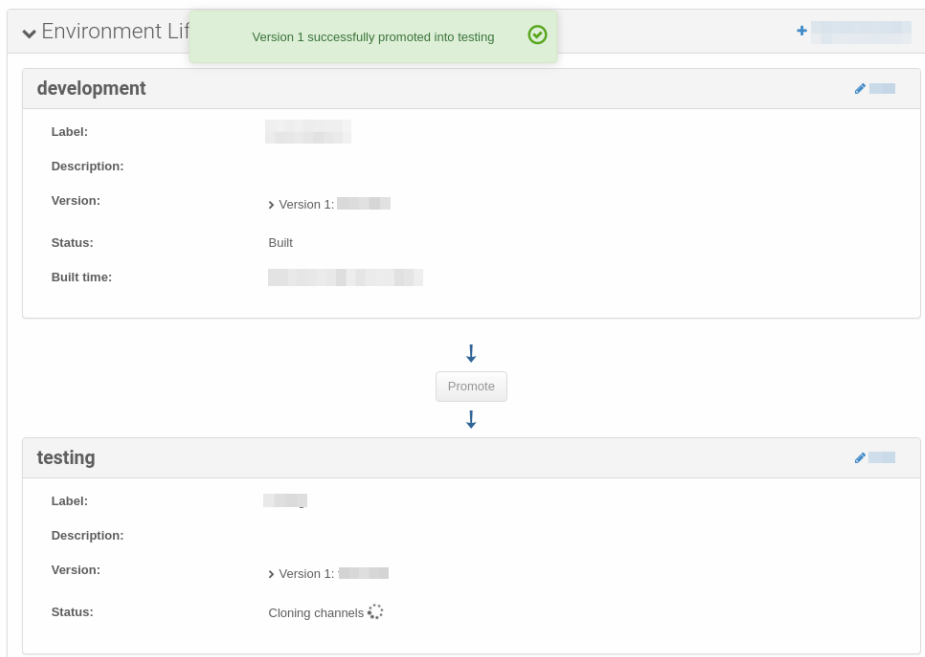 Environment Lif
Version 1 successfully promoted into testing
development
Label:
Description:
Version: Version 1:
Status: Built
Built time:
Promote
testing
Label:
Description:
Version: Version 1:
Status: Cloning channels